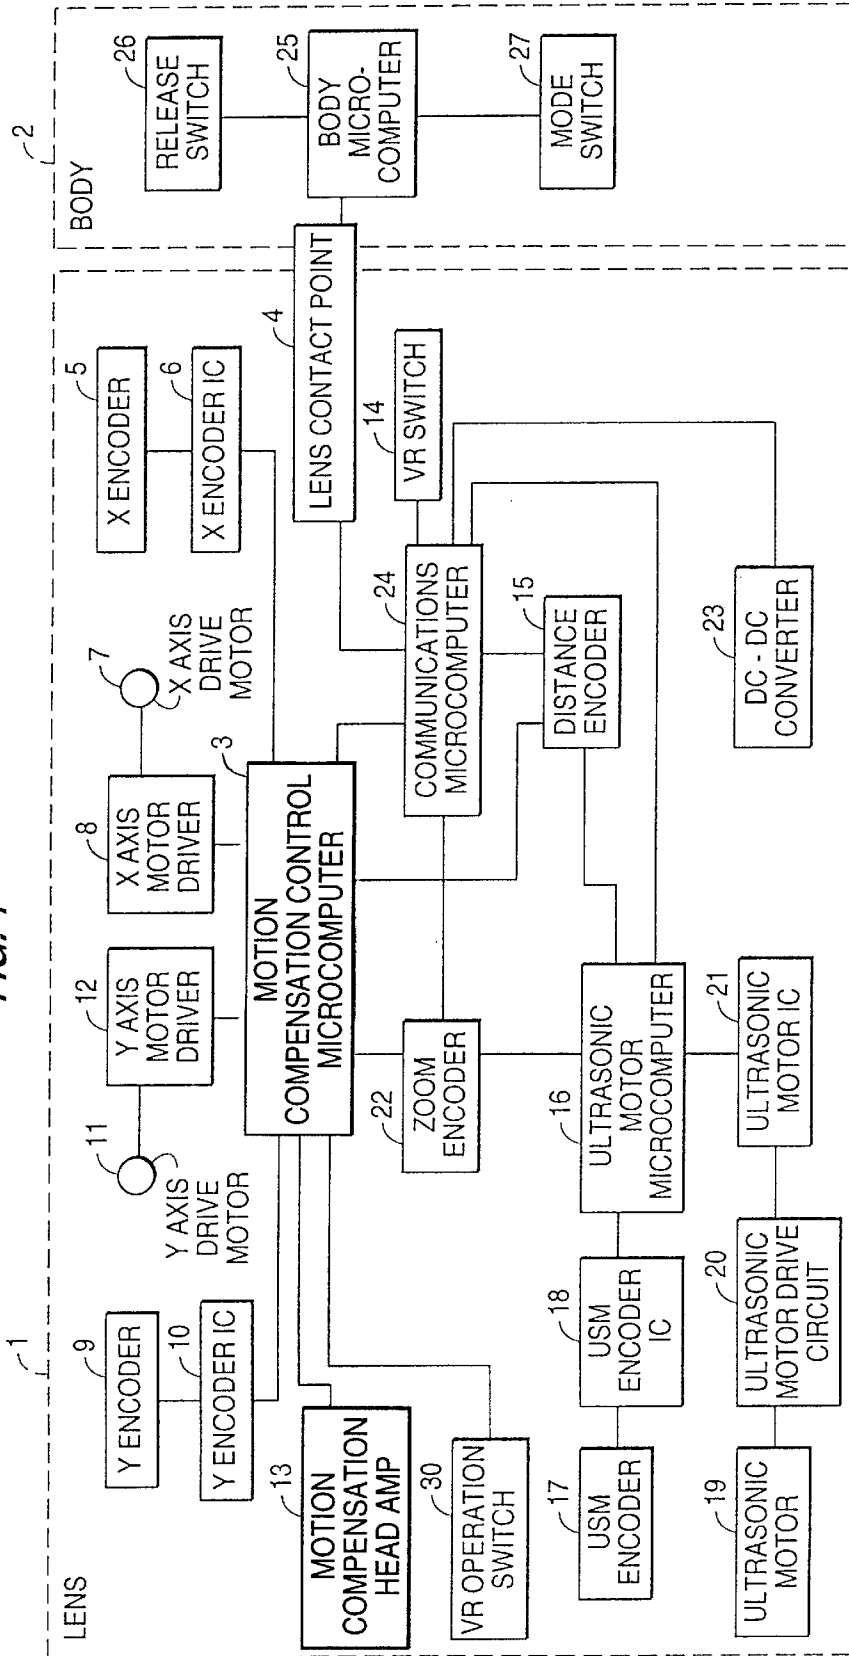 LENS
1
BODY
2
Y ENCODER
9
Y ENCODER IC
10
11
Y AXIS
DRIVE
MOTOR
12
Y AXIS
MOTOR
DRIVER
8
X AXIS
MOTOR
DRIVER
7
X AXIS
DRIVE
MOTOR
5
X ENCODER
6
X ENCODER IC
3
MOTION
COMPENSATION CONTROL
MICROCOMPUTER
13
MOTION
COMPENSATION
HEAD AMP
30
VR OPERATION
SWITCH
4
LENS CONTACT POINT
14
VR SWITCH
24
COMMUNICATIONS
MICROCOMPUTER
22
ZOOM
ENCODER
15
DISTANCE
ENCODER
16
ULTRASONIC
MOTOR
MICROCOMPUTER
17
USM
ENCODER
18
USM
ENCODER
IC
19
ULTRASONIC
MOTOR
20
ULTRASONIC
MOTOR DRIVE
CIRCUIT
21
ULTRASONIC
MOTOR IC
23
DC - DC
CONVERTER
26
RELEASE
SWITCH
25
BODY
MICRO-
COMPUTER
27
MODE
SWITCH